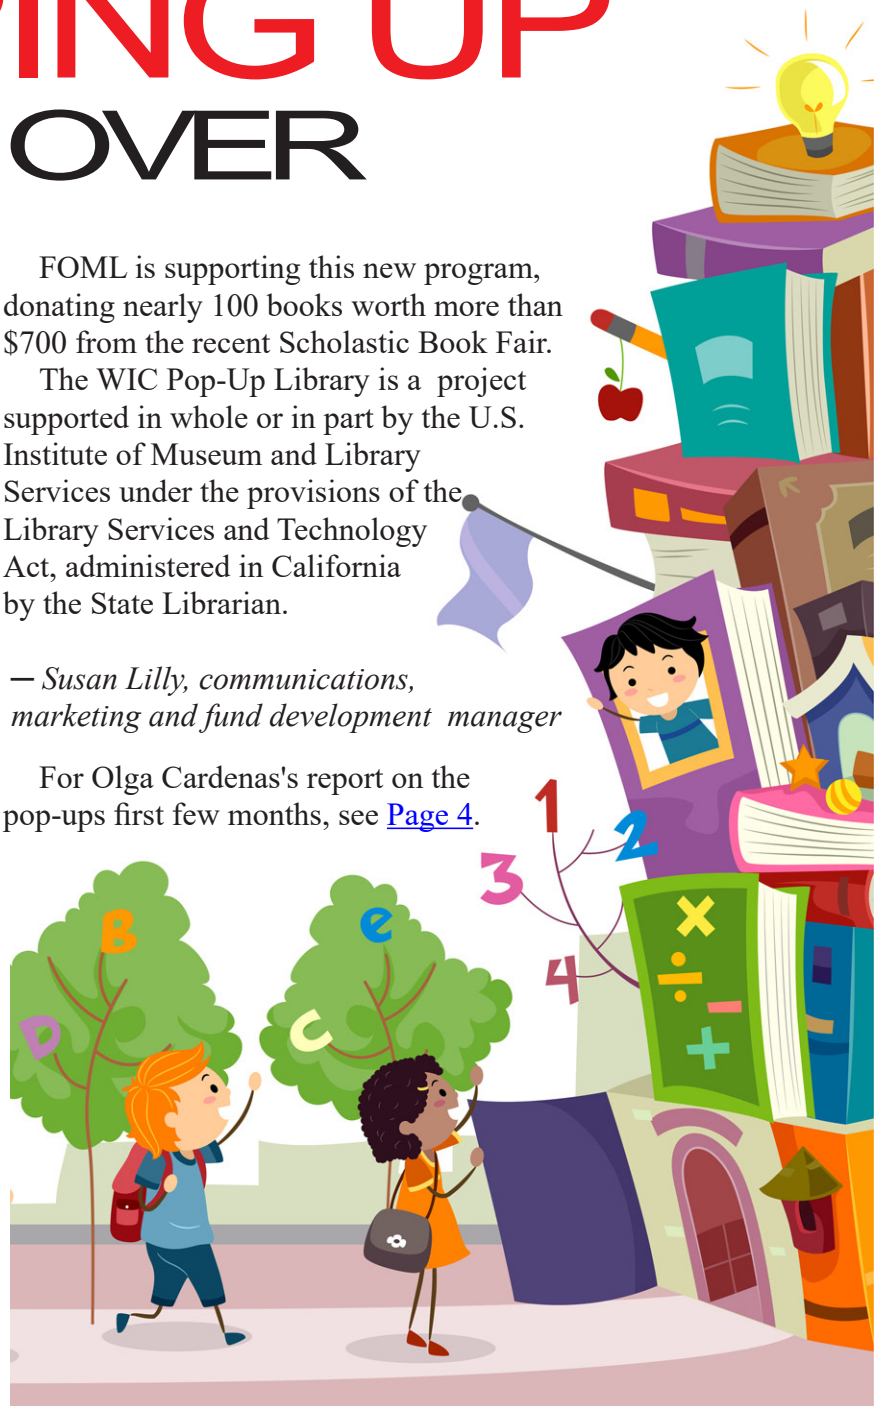 ING UP
OVER
FOML is supporting this new program,
donating nearly 100 books worth more than
$700 from the recent Scholastic Book Fair.
The WIC Pop-Up Library is a project
supported in whole or in part by the U.S.
Institute of Museum and Library
Services under the provisions of the
Library Services and Technology
Act, administered in California
by the State Librarian.
— Susan Lilly, communications,
marketing and fund development manager
For Olga Cardenas's report on the
pop-ups first few months, see Page 4.
1
2
3
4
B
e
D
C
×
÷
−
+